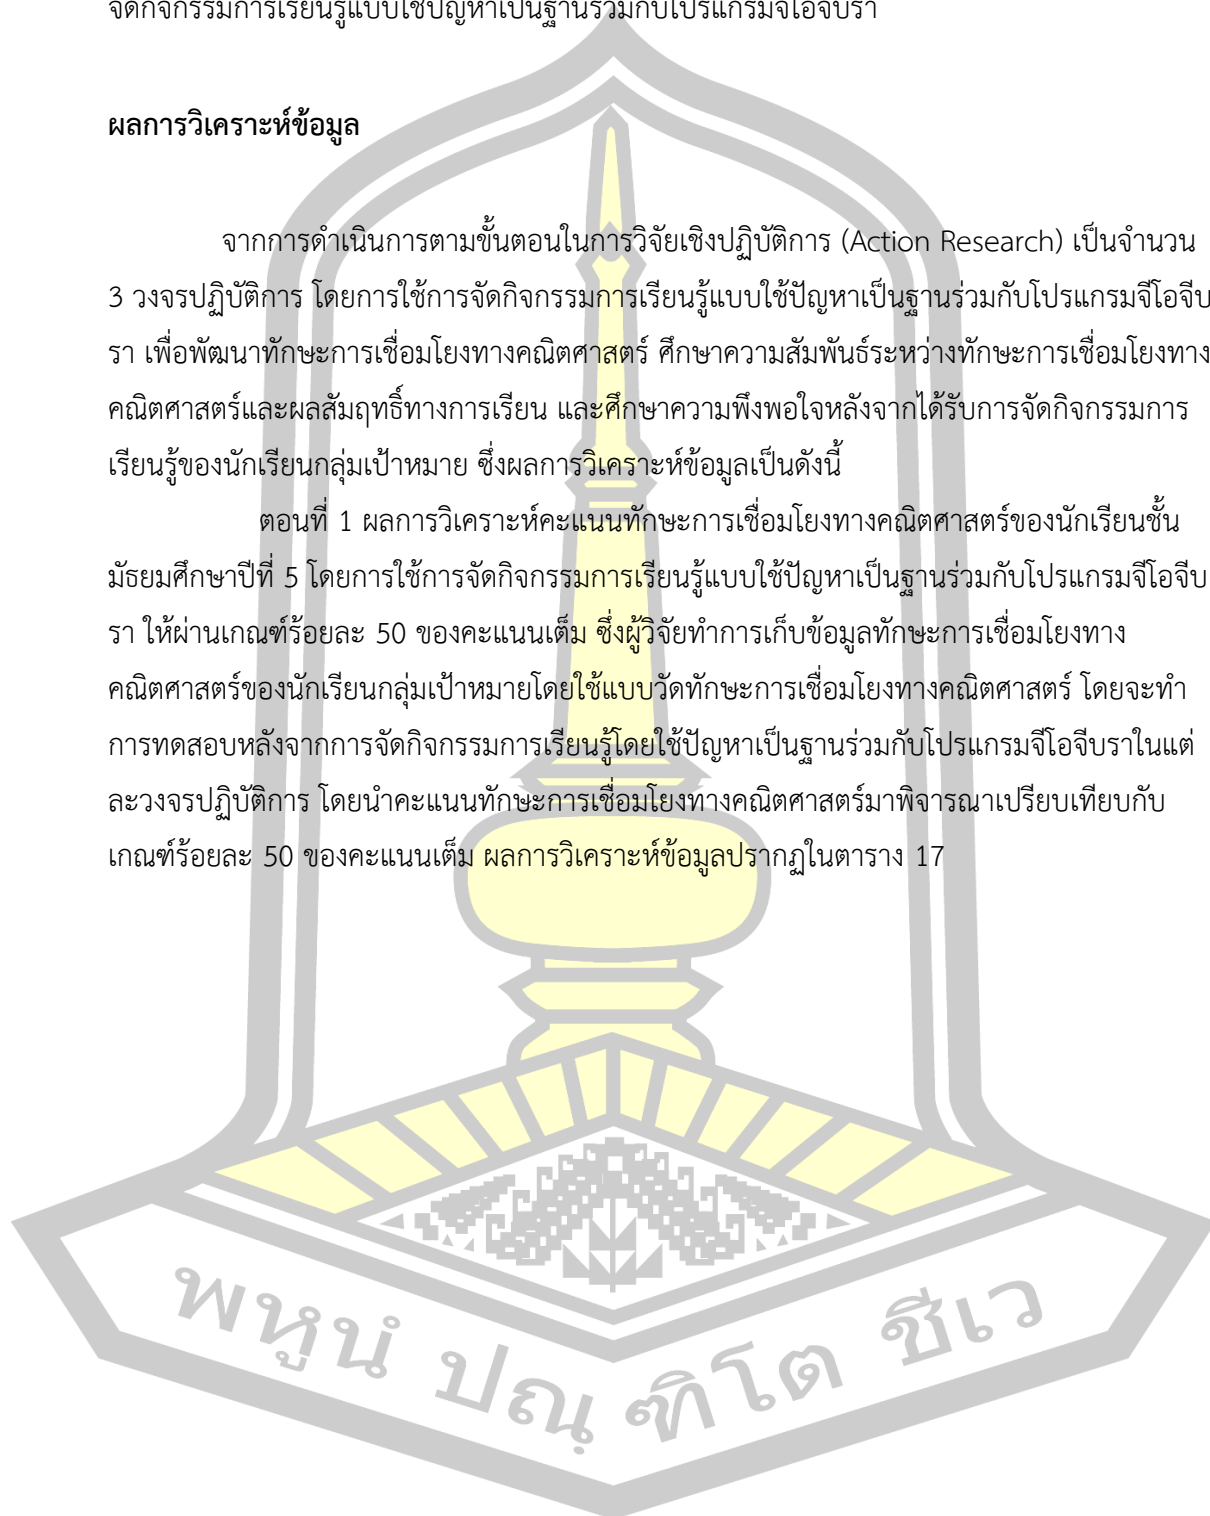 จัดกิจกรรมการเรียนรู้แบบใช้ปัญหาเป็นฐานร่วมกับโปรแกรมจีโอจีบรา
ผลการวิเคราะห์ข้อมูล
จากการดำเนินการตามขั้นตอนในการวิจัยเชิงปฏิบัติการ (Action Research) เป็นจำนวน
3 วงจรปฏิบัติการ โดยการใช้การจัดกิจกรรมการเรียนรู้แบบใช้ปัญหาเป็นฐานร่วมกับโปรแกรมจีโอจีบ
รา เพื่อพัฒนาทักษะการเชื่อมโยงทางคณิตศาสตร์ ศึกษาความสัมพันธ์ระหว่างทักษะการเชื่อมโยงทาง
คณิตศาสตร์และผลสัมฤทธิ์ทางการเรียน และศึกษาความพึงพอใจหลังจากได้รับการจัดกิจกรรมการ
เรียนรู้ของนักเรียนกลุ่มเป้าหมาย ซึ่งผลการวิเคราะห์ข้อมูลเป็นดังนี้
ตอนที่ 1 ผลการวิเคราะห์คะแนนทักษะการเชื่อมโยงทางคณิตศาสตร์ของนักเรียนชั้น
มัธยมศึกษาปีที่ 5 โดยการใช้การจัดกิจกรรมการเรียนรู้แบบใช้ปัญหาเป็นฐานร่วมกับโปรแกรมจีโอจีบ
รา ให้ผ่านเกณฑ์ร้อยละ 50 ของคะแนนเต็ม ซึ่งผู้วิจัยทำการเก็บข้อมูลทักษะการเชื่อมโยงทาง
คณิตศาสตร์ของนักเรียนกลุ่มเป้าหมายโดยใช้แบบวัดทักษะการเชื่อมโยงทางคณิตศาสตร์ โดยจะทำ
การทดสอบหลังจากการจัดกิจกรรมการเรียนรู้โดยใช้ปัญหาเป็นฐานร่วมกับโปรแกรมจีโอจีบราในแต่
ละวงจรปฏิบัติการ โดยนำคะแนนทักษะการเชื่อมโยงทางคณิตศาสตร์มาพิจารณาเปรียบเทียบกับ
เกณฑ์ร้อยละ 50 ของคะแนนเต็ม ผลการวิเคราะห์ข้อมูลปรากฏในตาราง 17
พหูนํ ปณฺ ฑิโต ชีเว